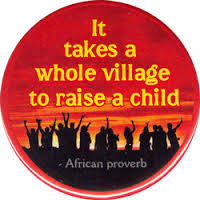 It
takes a
whole village
to raise a child
- African proverb